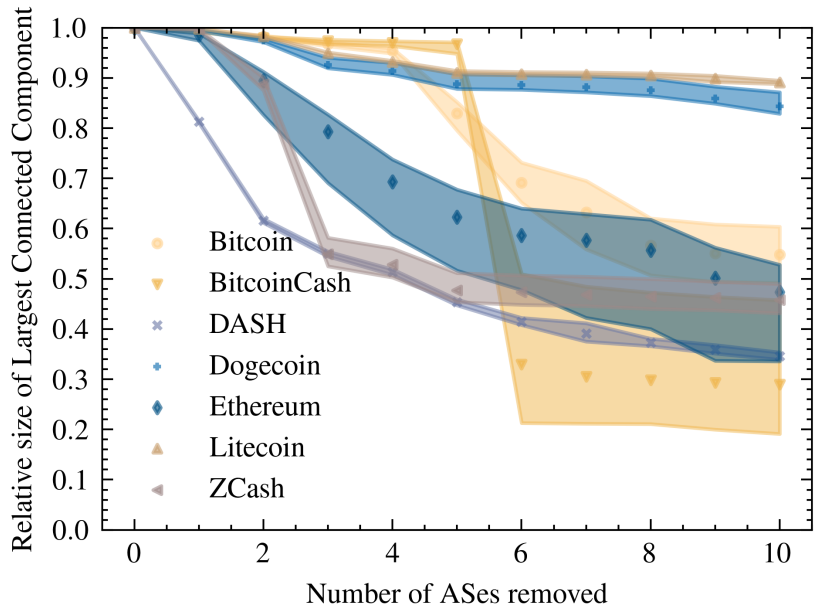 Relative size of Largest Connected Component
1.0
0.9
0.8
0.7
0.6
0.5
0.4
0.3
0.2
0.1
0.0
Bitcoin
BitcoinCash
DASH
Dogecoin
Ethereum
Litecoin
ZCash
0 2 4 6 8 10
Number of ASes removed